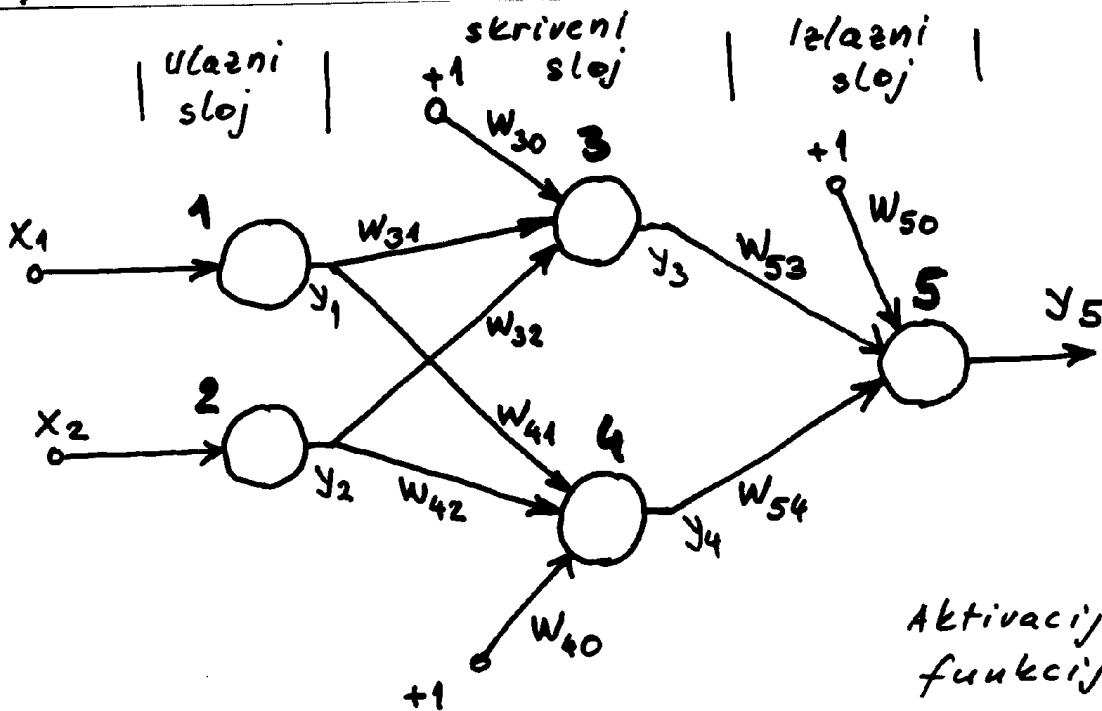 ulazni
sloj
skriveni
sloj
Izlazni
sloj
+1
W30
3
+1
W50
1
X1
W31
y1
y3
W53
5
y5
W32
2
X2
W41
4
y2
W42
y4
W54
W40
+1
Aktivacij
funkcij